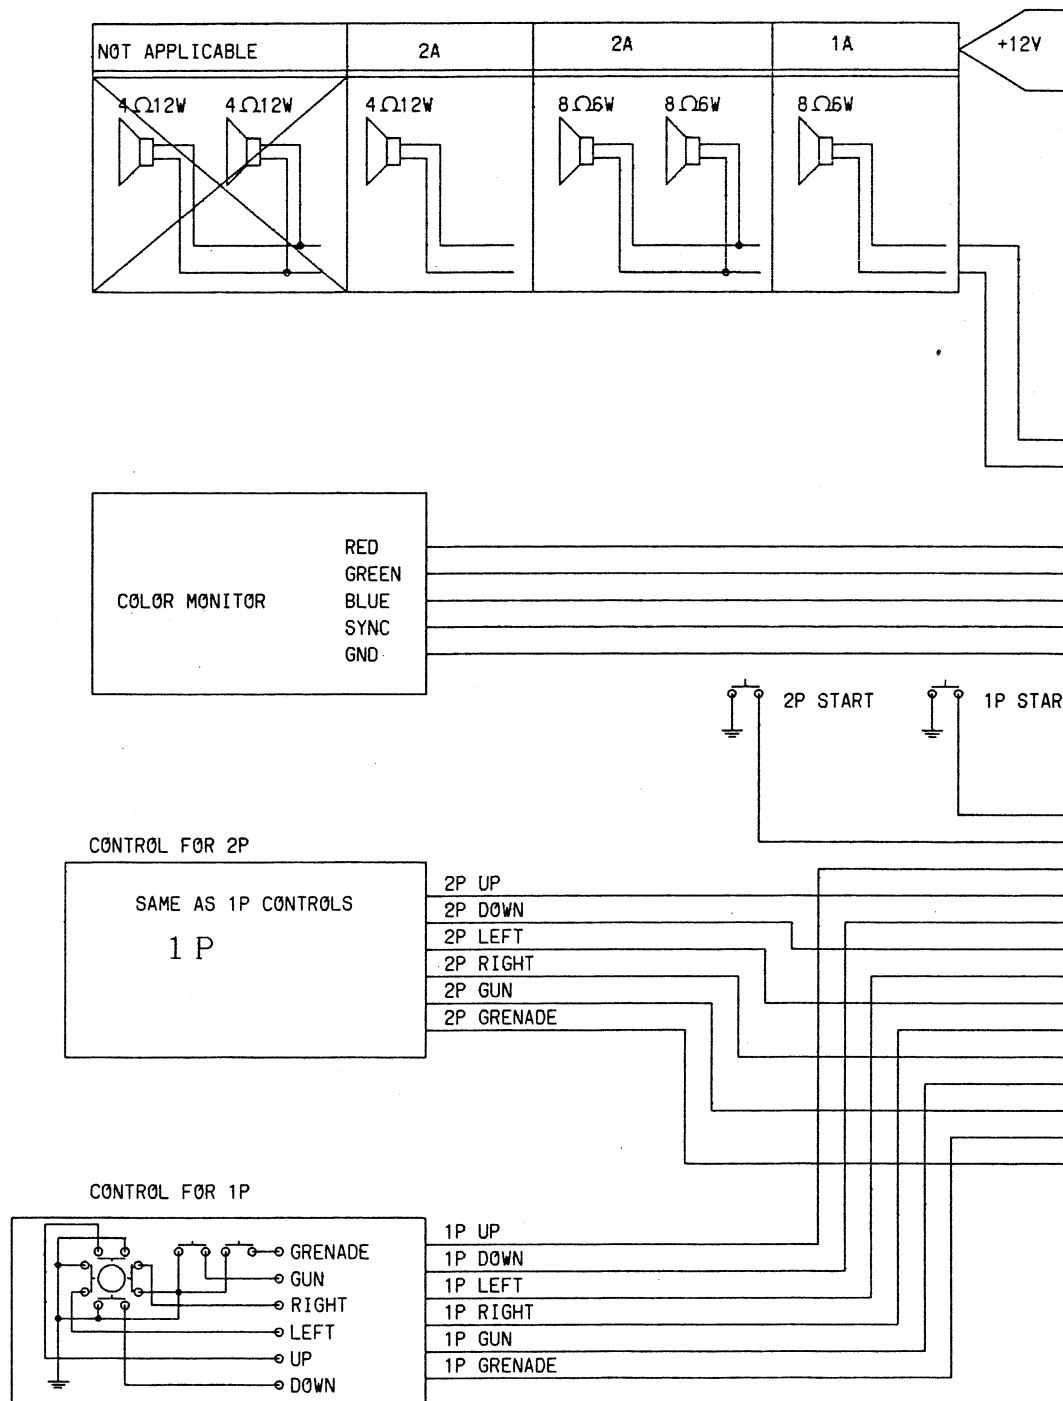 NOT APPLICABLE 2A 2A 1A +12V
4Ω12W 4Ω12W 4Ω12W 8Ω6W 8Ω6W 8Ω6W
RED
GREEN
COLOR MONITOR BLUE
SYNC
GND
2P START 1P STAR
CONTROL FOR 2P
SAME AS 1P CONTROLS
1 P
2P UP
2P DOWN
2P LEFT
2P RIGHT
2P GUN
2P GRENADE
CONTROL FOR 1P
GRENADE
GUN
RIGHT
LEFT
UP
DOWN
1P UP
1P DOWN
1P LEFT
1P RIGHT
1P GUN
1P GRENADE